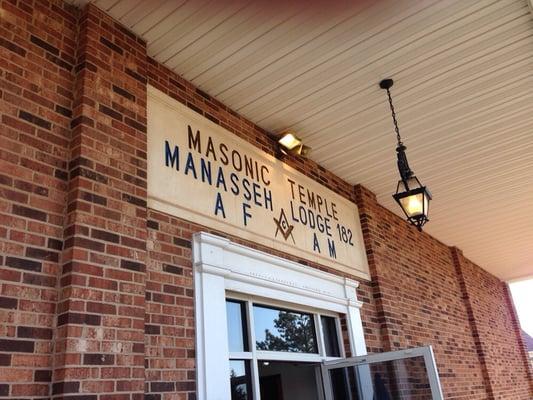 MASONIC TEMPLE
MANASSEH LODGE 182
A F A M